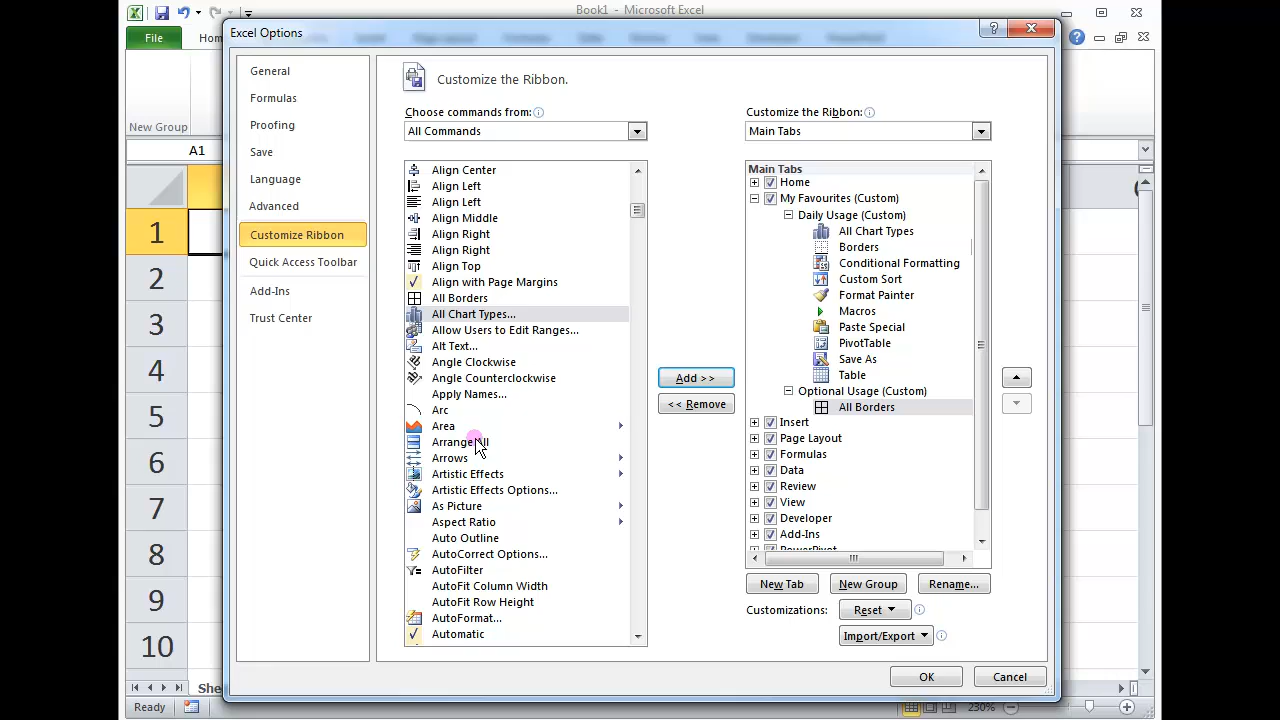 Book1 - Microsoft Excel
Excel Options
File
Hom
General
Formulas
Proofing
Save
Language
Advanced
Customize Ribbon
Quick Access Toolbar
Add-Ins
Trust Center
Customize the Ribbon.
Choose commands from:
All Commands
Align Center
Align Left
Align Left
Align Middle
Align Right
Align Right
Align Top
Align with Page Margins
All Borders
All Chart Types...
Allow Users to Edit Ranges...
Alt Text...
Angle Clockwise
Angle Counterclockwise
Apply Names...
Arc
Area
Arrange All
Arrows
Artistic Effects
Artistic Effects Options...
As Picture
Aspect Ratio
Auto Outline
AutoCorrect Options...
AutoFilter
AutoFit Column Width
AutoFit Row Height
AutoFormat...
Automatic
Add >>
<< Remove
Customize the Ribbon:
Main Tabs
Main Tabs
Home
My Favourites (Custom)
Daily Usage (Custom)
All Chart Types
Borders
Conditional Formatting
Custom Sort
Format Painter
Macros
Paste Special
PivotTable
Save As
Table
Optional Usage (Custom)
All Borders
Insert
Page Layout
Formulas
Data
Review
View
Developer
Add-Ins
PowerPivot
New Tab
New Group
Rename...
Customizations:
Reset
Import/Export
OK
Cancel
New Group
A1
1
2
3
4
5
6
7
8
9
10
She
Ready
230%